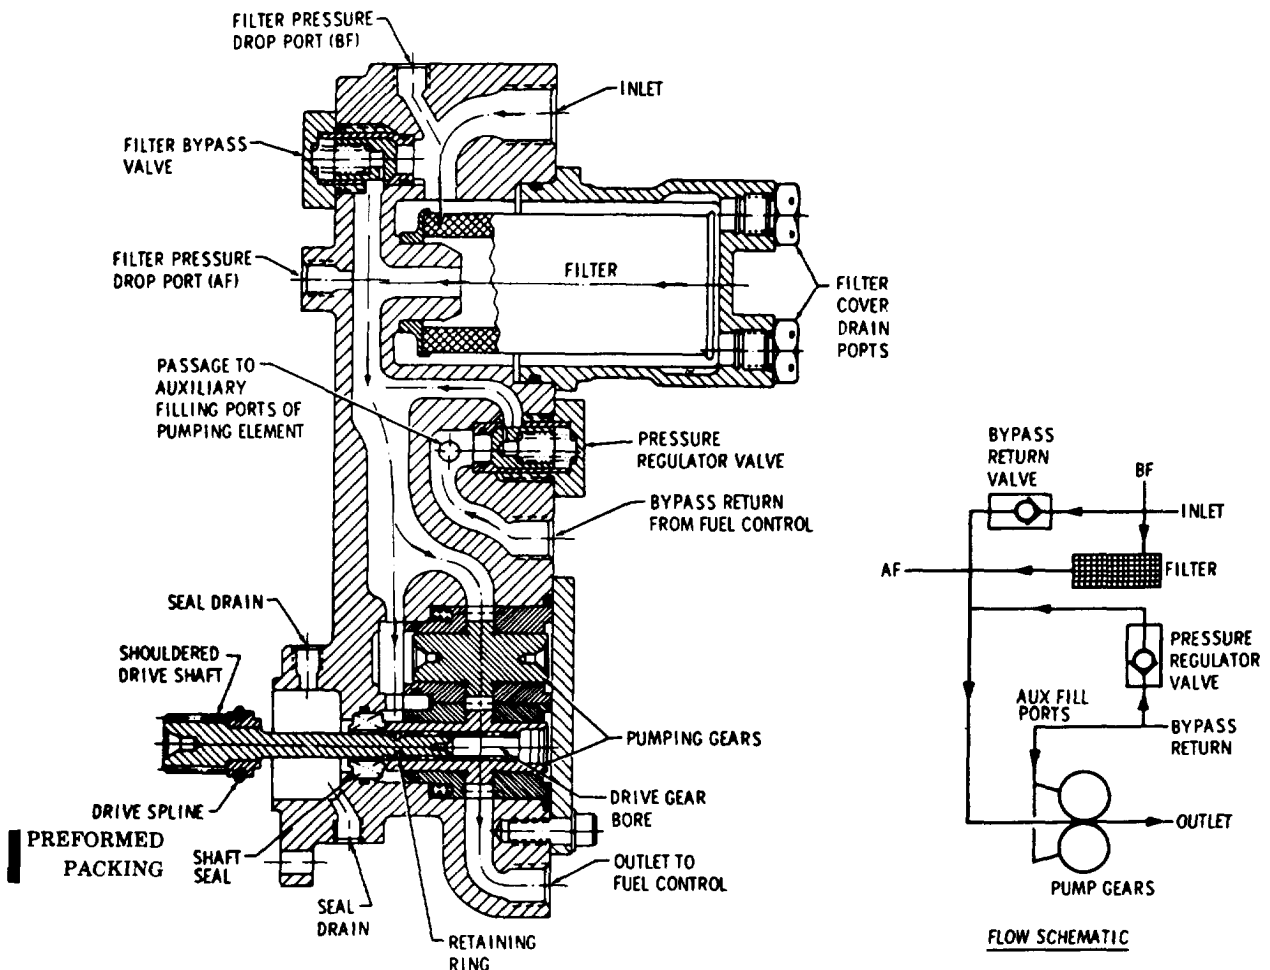 FILTER PRESSURE
DROP PORT (BF)
INLET
FILTER BYPASS
VALVE
FILTER PRESSURE
DROP PORT (AF)
FILTER
FILTER
COVER
DRAIN
POPTS
PASSAGE TO
AUXILIARY
FILLING PORTS OF
PUMPING ELEMENT
PRESSURE
REGULATOR VALVE
BYPASS RETURN
FROM FUEL CONTROL
SEAL DRAIN
SHOULDERED
DRIVE SHAFT
PUMPING GEARS
DRIVE GEAR
BORE
DRIVE SPLINE
PREFORMED
PACKING
SHAFT
SEAL
OUTLET TO
FUEL CONTROL
SEAL
DRAIN
RETAINING
RING
BYPASS
RETURN
VALVE
BF
INLET
AF
FILTER
PRESSURE
REGULATOR
VALVE
AUX FILL
PORTS
BYPASS
RETURN
OUTLET
PUMP GEARS
FLOW SCHEMATIC